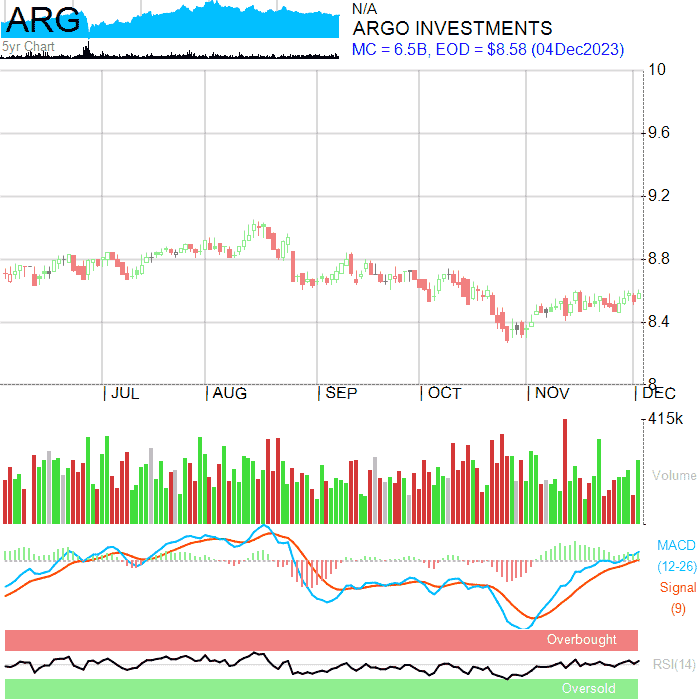 ARG
5yr Chart
N/A
ARGO INVESTMENTS
MC = 6.5B, EOD = $8.58 (04Dec2023)
10
9.6
9.2
8.8
8.4
8
JUL AUG SEP OCT NOV DEC
415k
Volume
MACD
(12-26)
Signal
(9)
Overbought
RSI(14)
Oversold